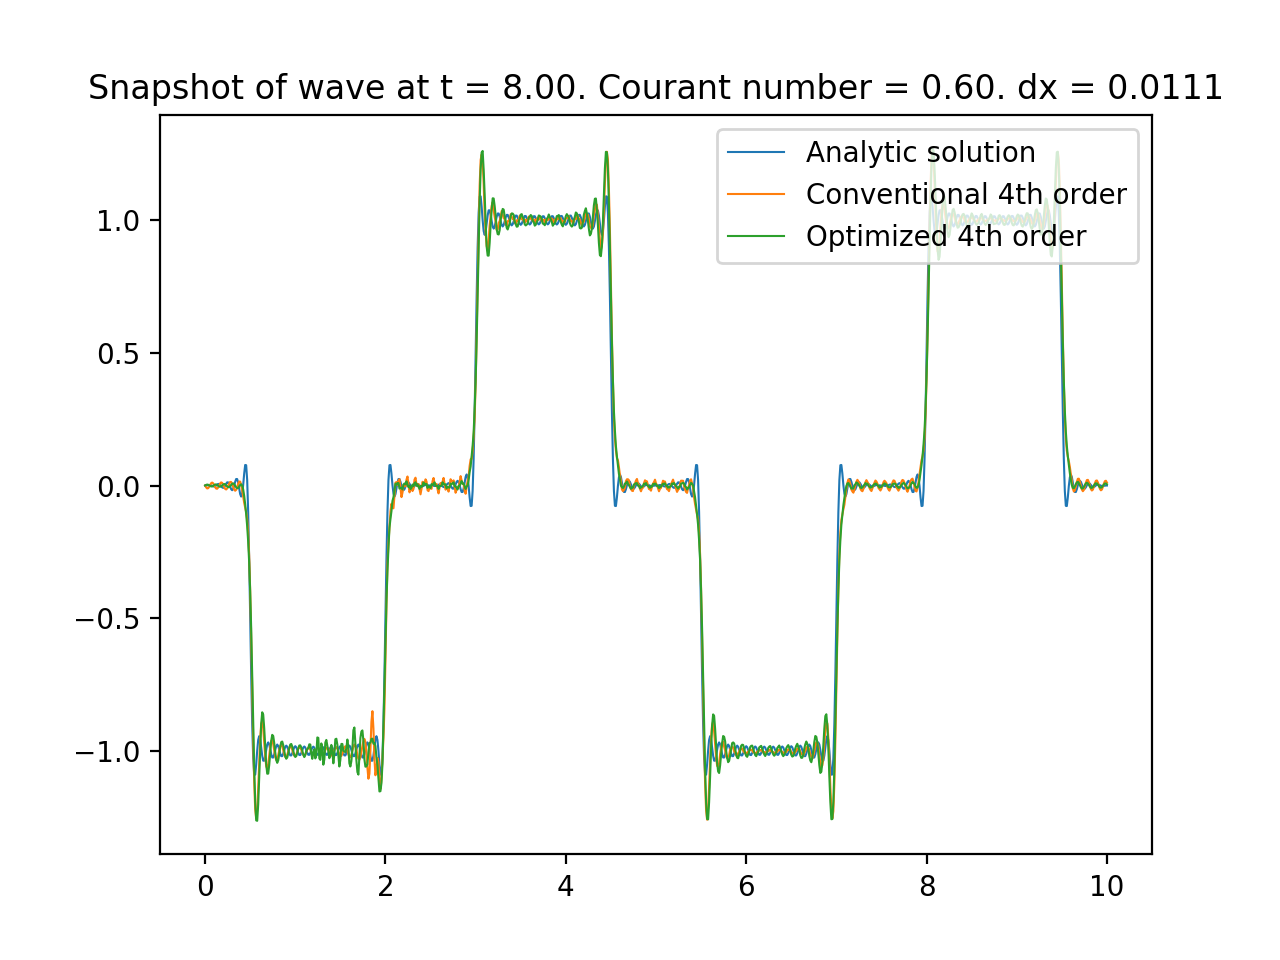 Snapshot of wave at t = 8.00. Courant number = 0.60. dx = 0.0111
Analytic solution
Conventional 4th order
Optimized 4th order
1.0
0.5
0.0
−0.5
−1.0
0 2 4 6 8 10